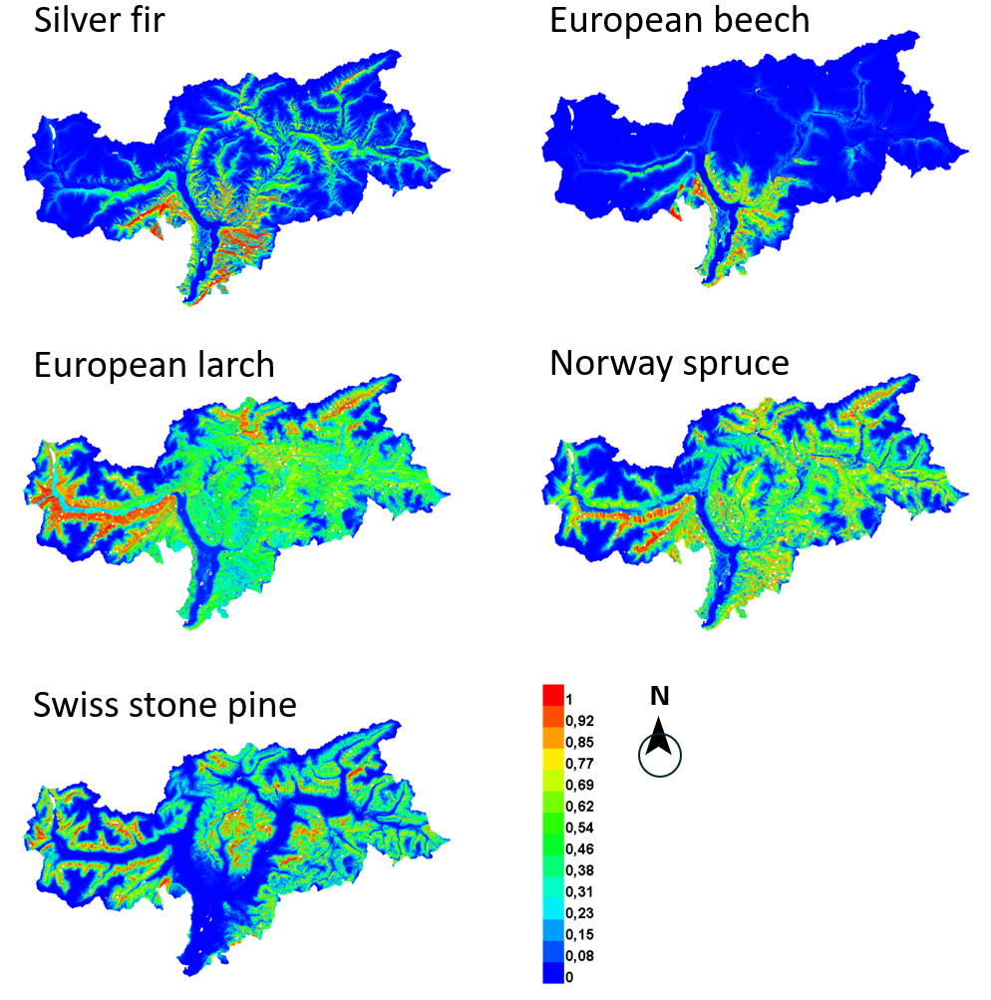 Silver fir
European beech
European larch
Norway spruce
Swiss stone pine
1
0,92
0,85
0,77
0,69
0,62
0,54
0,46
0,38
0,31
0,23
0,15
0,08
0
N